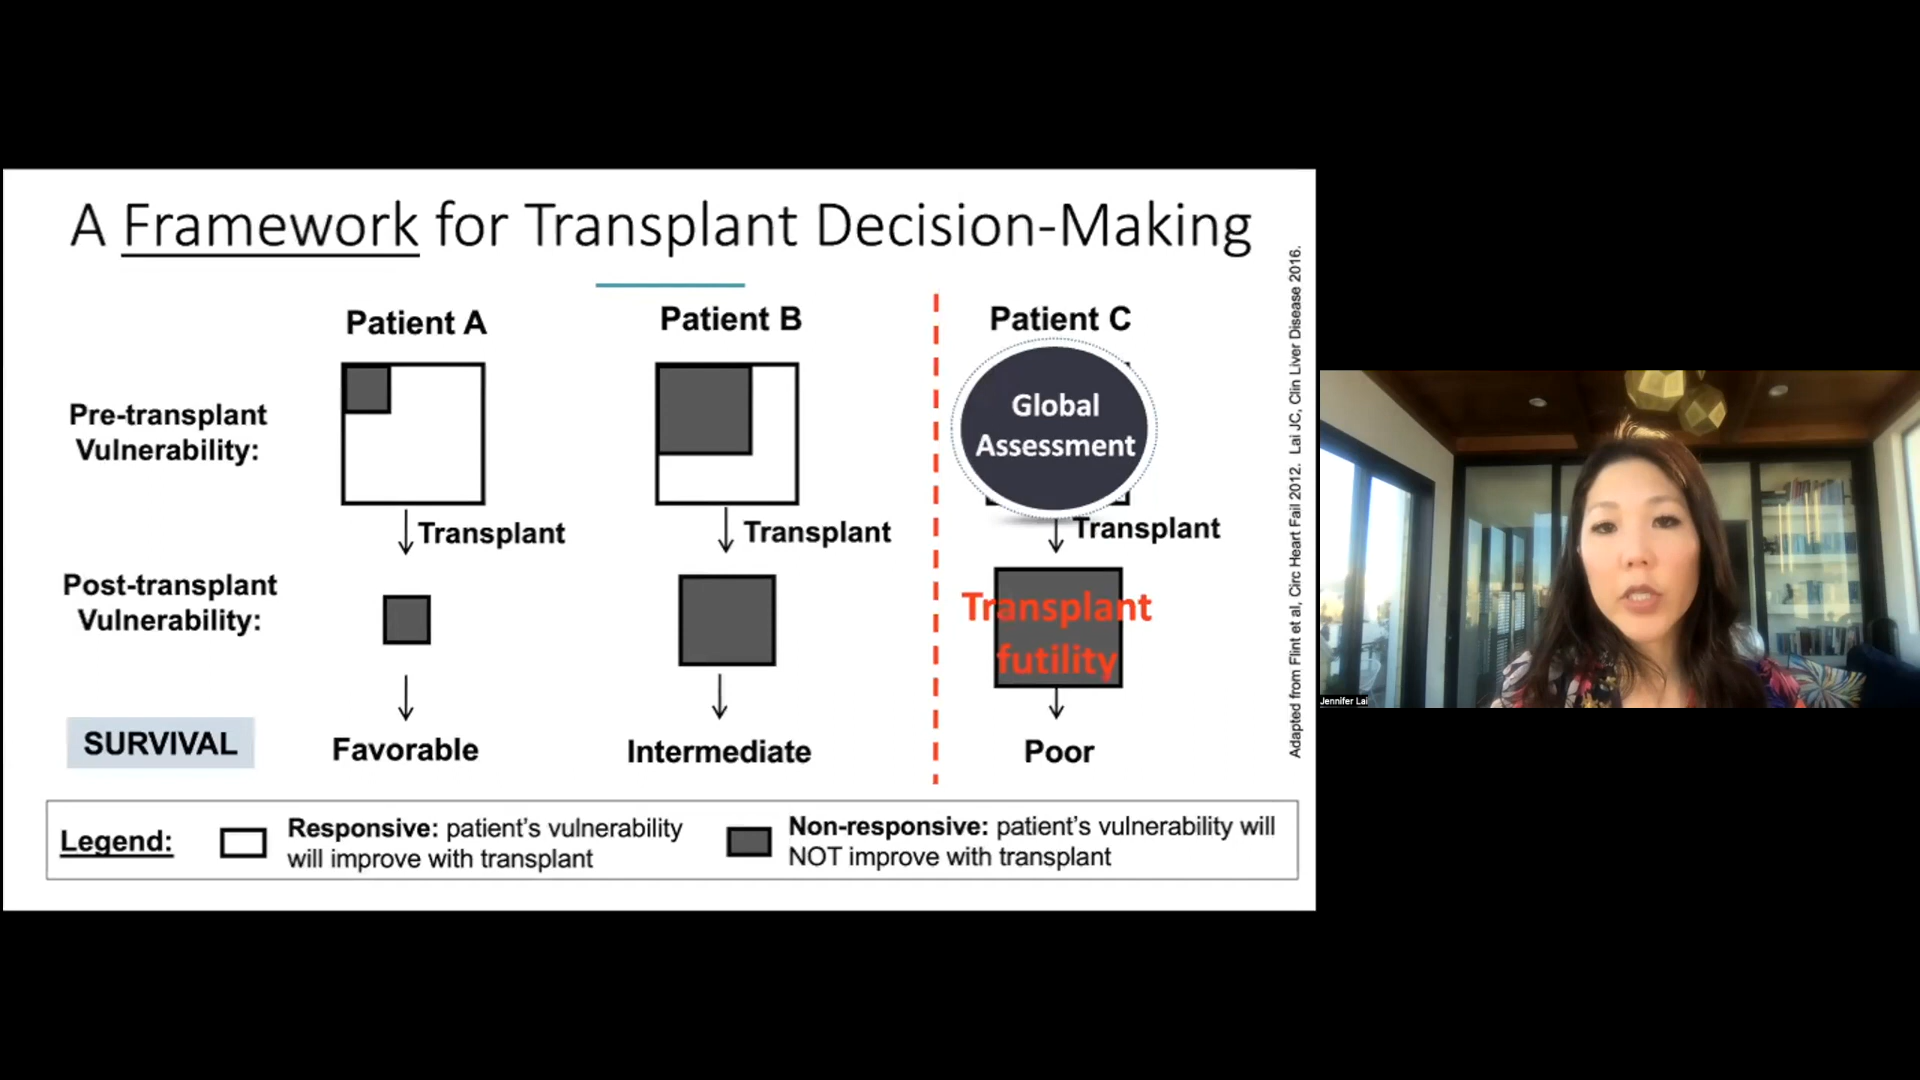 A Framework for Transplant Decision-Making
Patient A
Patient B
Patient C
Pre-transplant
Vulnerability:
Global
Assessment
Transplant
Transplant
Transplant
Post-transplant
Vulnerability:
Transplant
futility
SURVIVAL
Favorable
Intermediate
Poor
Legend:
Responsive: patient's vulnerability
will improve with transplant
Non-responsive: patient's vulnerability will
NOT improve with transplant
Adapted from Flint et al, Circ Heart Fail 2012. Lai JC, Clin Liver Disease 2016.
Jennifer Lai